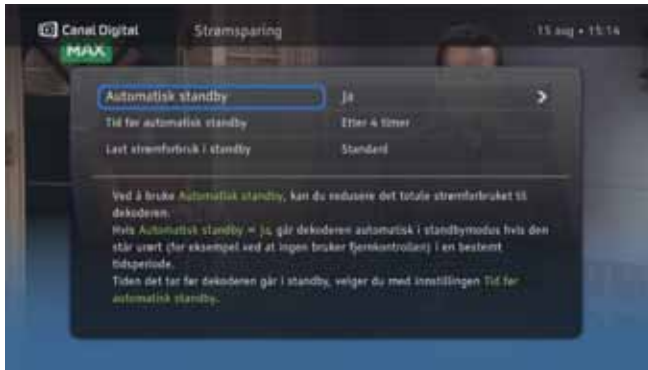 Canal Digital
Strømsparing
15 aug • 15:14
MAX
Automatisk standby
Ja
Tid før automatisk standby
Etter 4 timer
Lavt strømforbruk i standby
Standard
Ved å bruke Automatisk standby, kan du redusere det totale strømforbruket til
dekoderen.
Hvis Automatisk standby = Ja, går dekoderen automatisk i standbymodus hvis den
står urørt (for eksempel ved at ingen bruker fjernkontrollen) i en bestemt
tidsperiode.
Tiden det tar før dekoderen går i standby, velger du med innstillingen Tid før
automatisk standby.